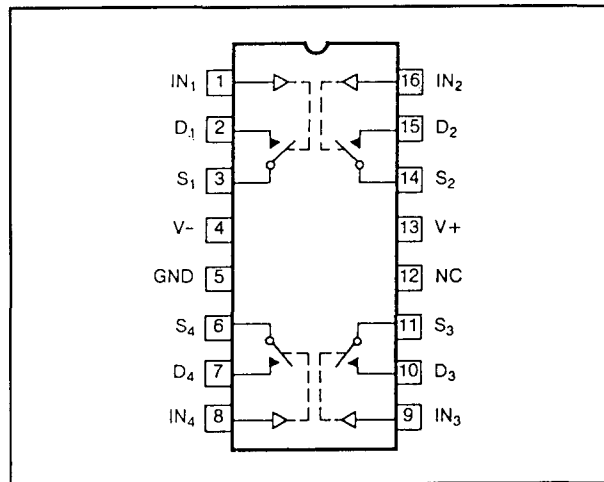 IN₁ 1 16 IN₂
D₁ 2 15 D₂
S₁ 3 14 S₂
V- 4 13 V+
GND 5 12 NC
S₄ 6 11 S₃
D₄ 7 10 D₃
IN₄ 8 9 IN₃